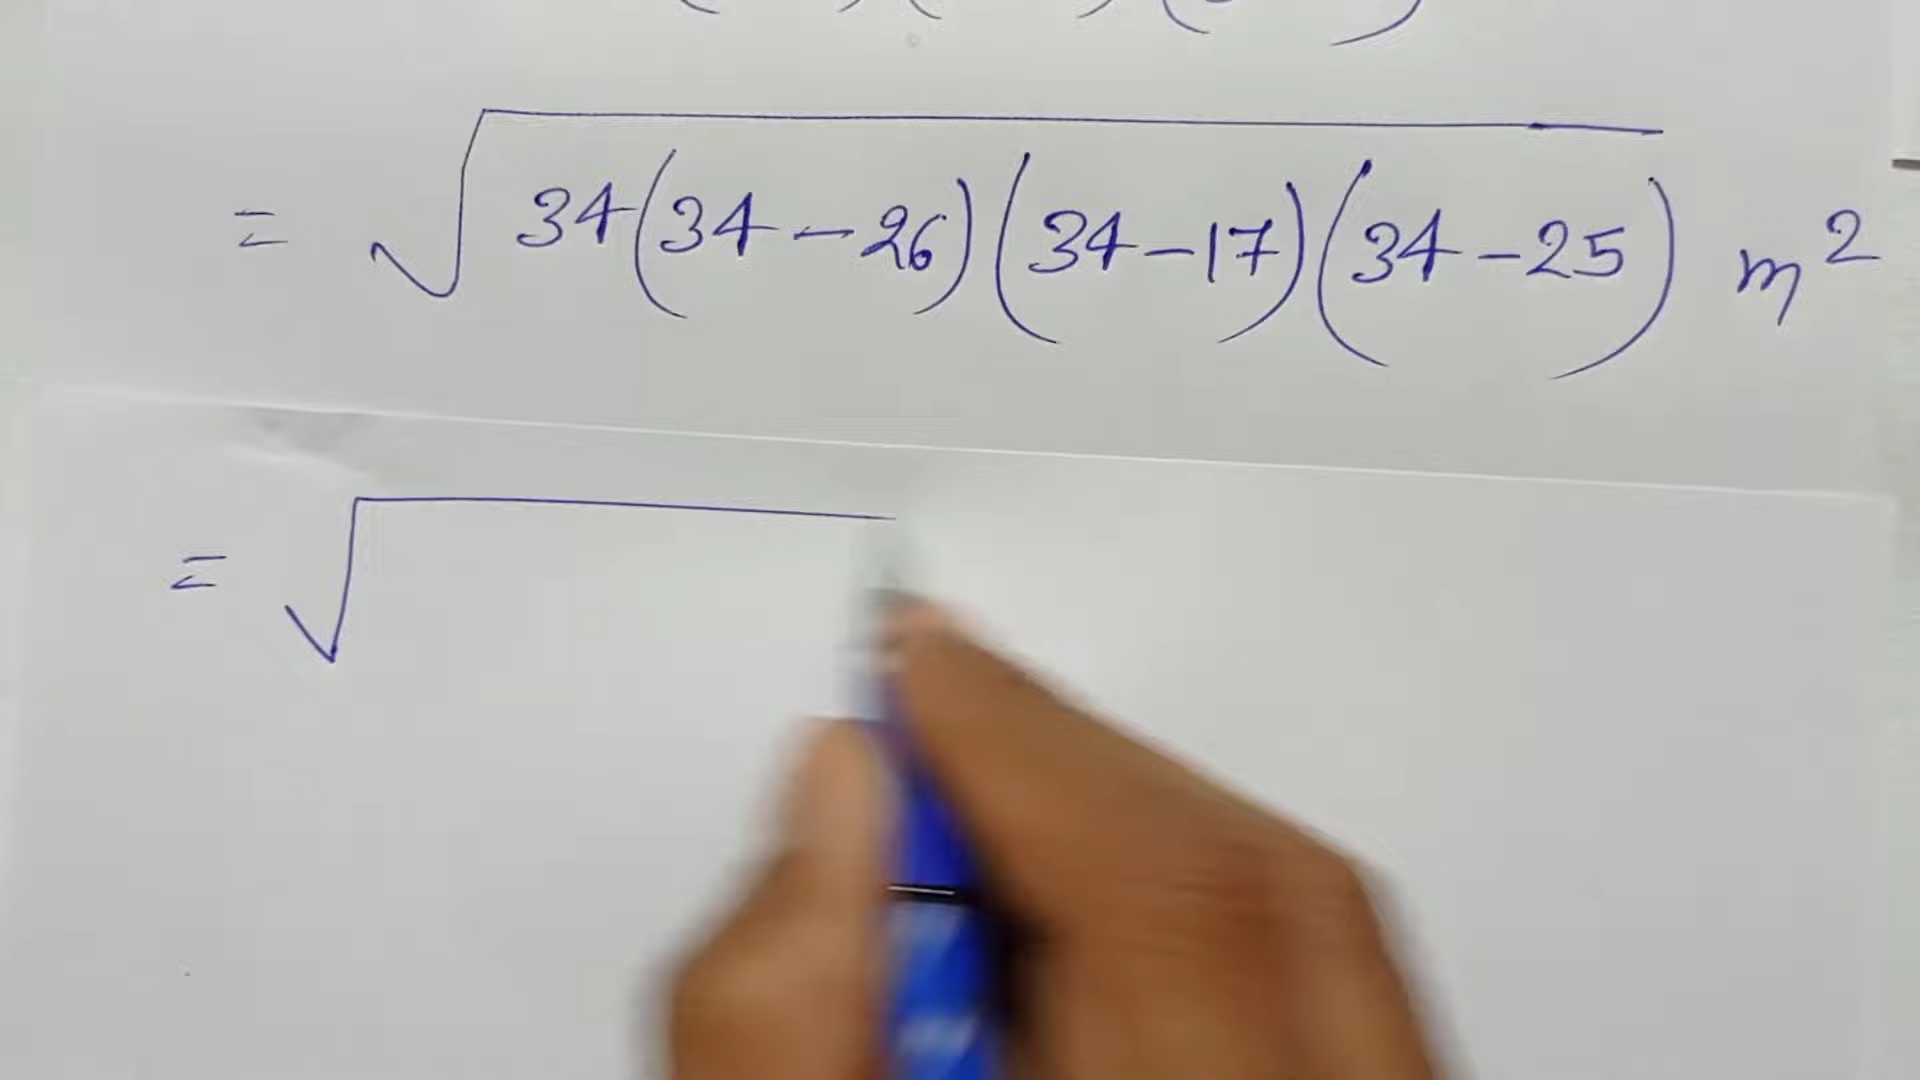 = √34(34-26)(34-17)(34-25) m²
= √